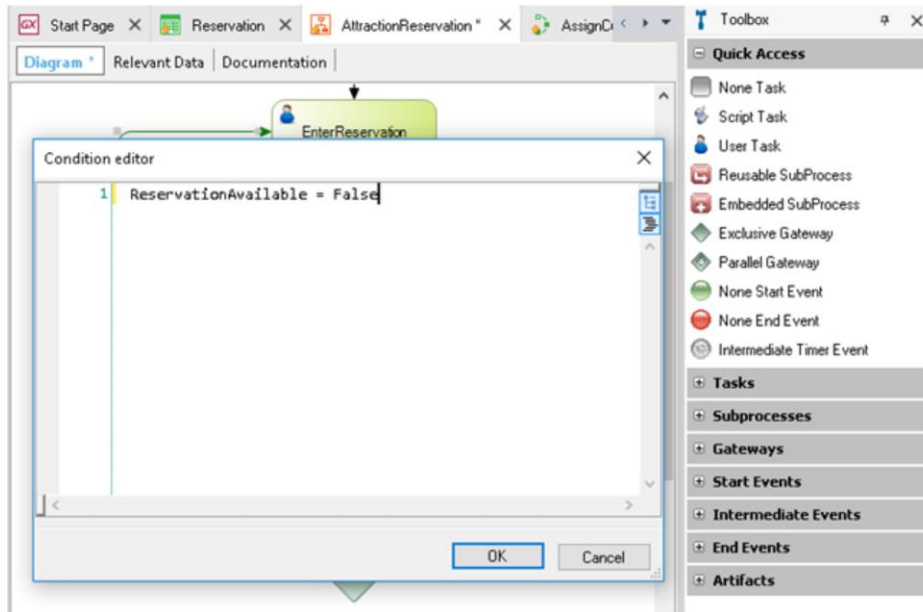 GX Start Page Reservation AttractionReservation * Toolbox
Diagram * Relevant Data Documentation
EnterReservation
Condition editor
1 ReservationAvailable = False
OK Cancel
Quick Access
None Task
Script Task
User Task
Reusable SubProcess
Embedded SubProcess
Exclusive Gateway
Parallel Gateway
None Start Event
None End Event
Intermediate Timer Event
Tasks
Subprocesses
Gateways
Start Events
Intermediate Events
End Events
Artifacts